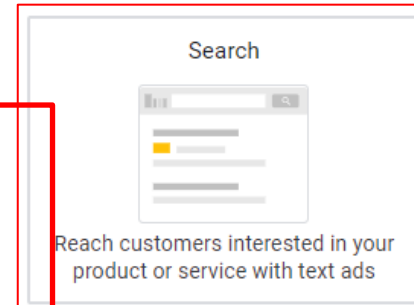 Search
Reach customers interested in your
product or service with text ads